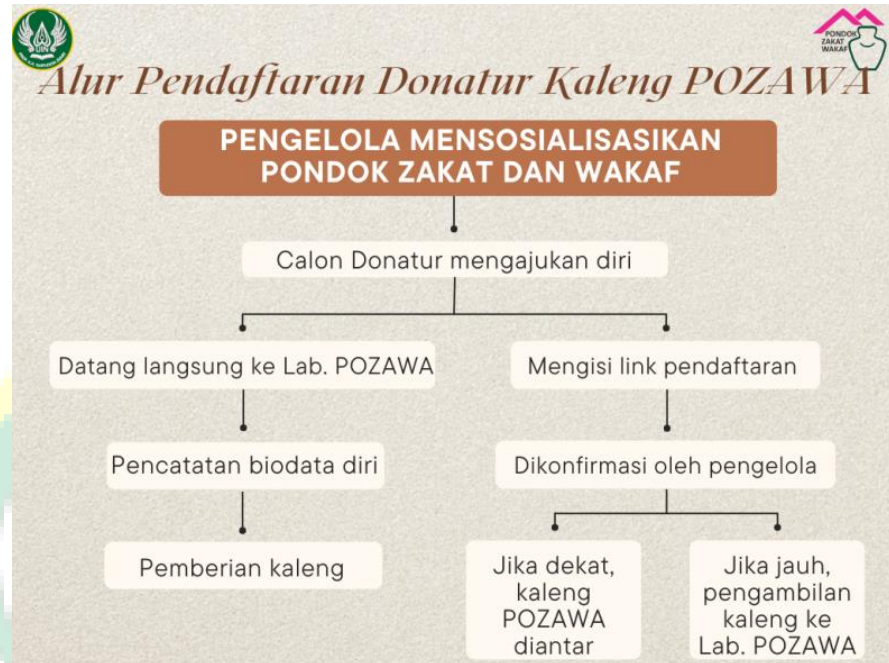 UIN
PONDOK
ZAKAT
WAKAF
Alur Pendaftaran Donatur Kaleng POZAWA
PENGELOLA MENSOSIALISASIKAN
PONDOK ZAKAT DAN WAKAF
Calon Donatur mengajukan diri
Datang langsung ke Lab. POZAWA
Mengisi link pendaftaran
Pencatatan biodata diri
Dikonfirmasi oleh pengelola
Pemberian kaleng
Jika dekat,
kaleng
POZAWA
diantar
Jika jauh,
pengambilan
kaleng ke
Lab. POZAWA